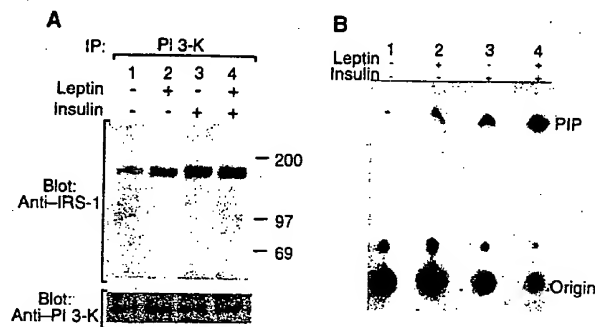 A
IP: PI 3-K
1 2 3 4
Leptin - + - +
Insulin - - + +
Blot:
Anti–IRS-1
200
97
69
Blot:
Anti–PI 3-K
B
1 2 3 4
Leptin - + - +
Insulin - - + +
PIP
Origin